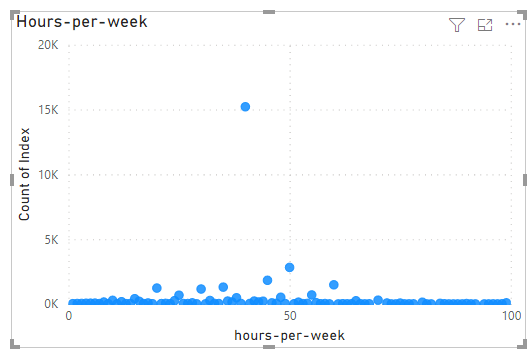 Hours-per-week
20K
15K
10K
5K
0K
Count of Index
0
50
100
hours-per-week